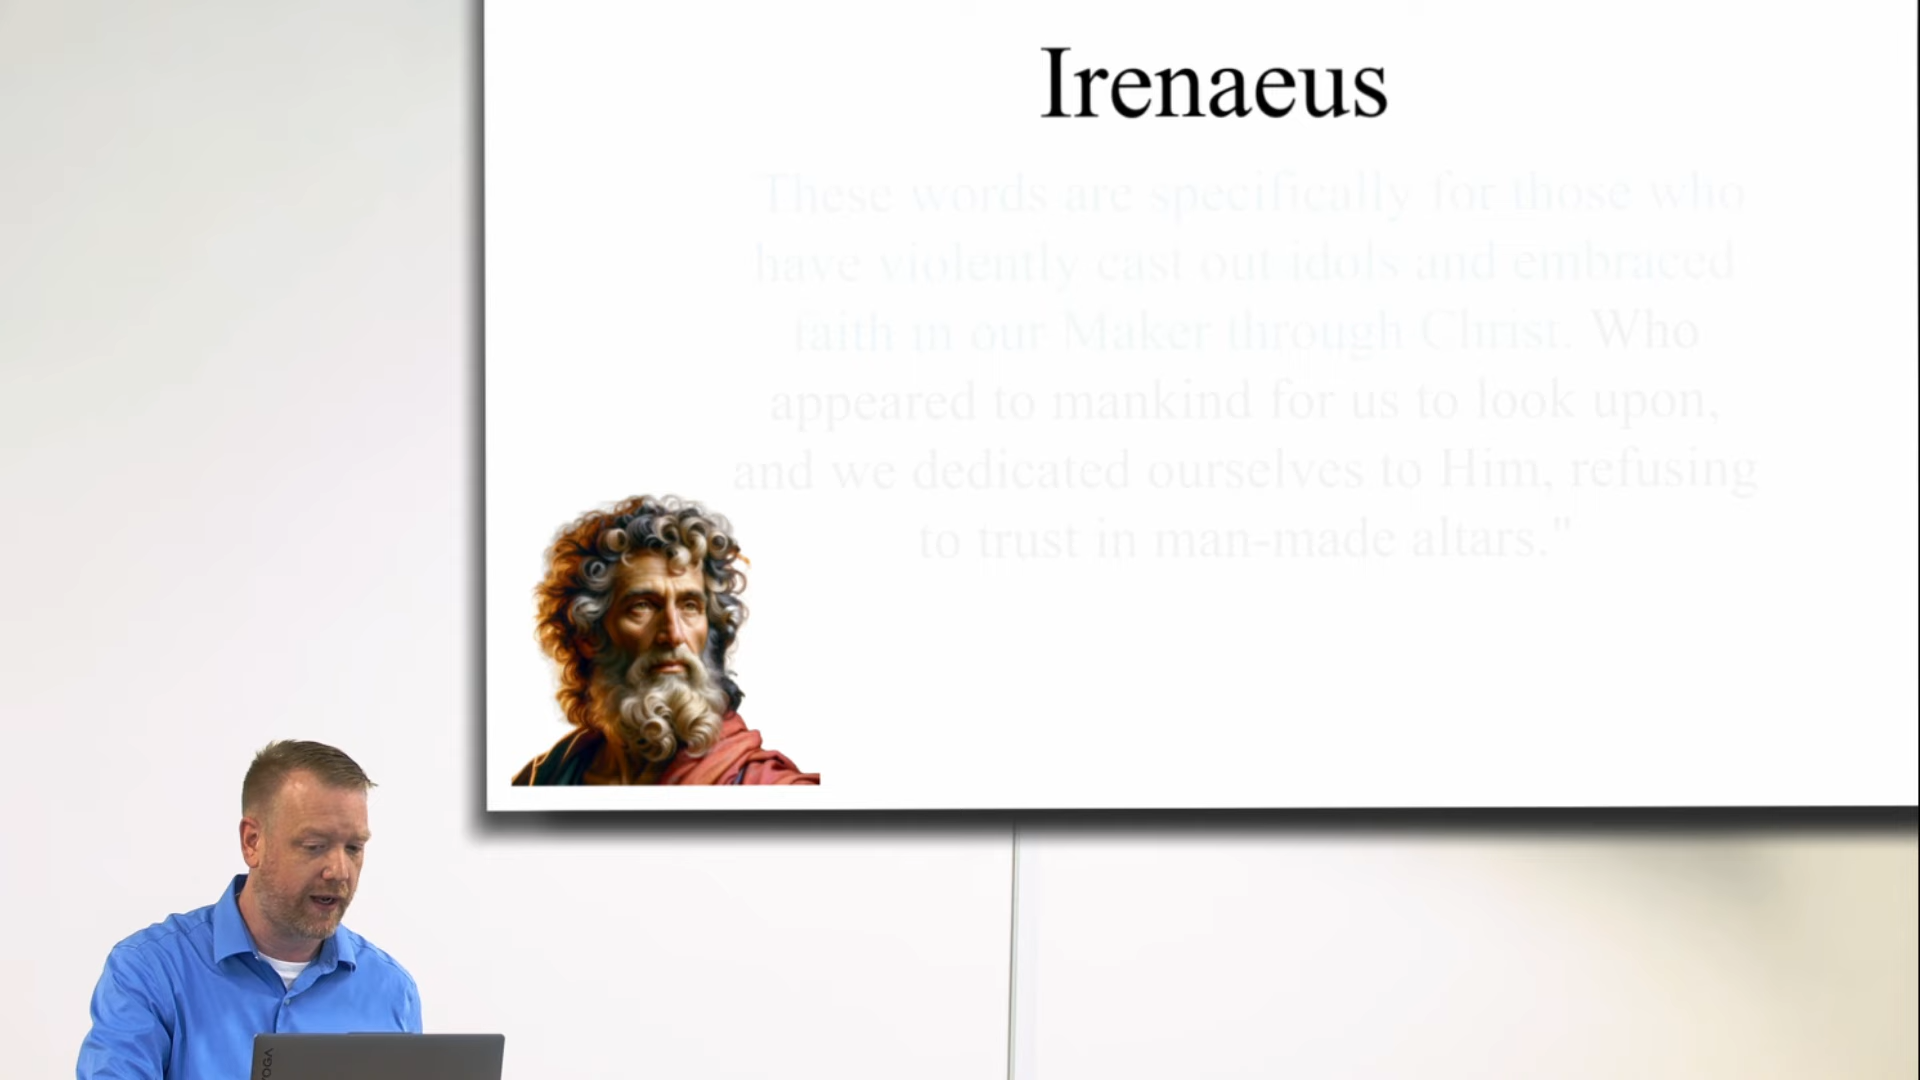 Irenaeus
These words are specifically for those who
have violently cast out idols and embraced
faith in our Maker through Christ. Who
appeared to mankind for us to look upon,
and we dedicated ourselves to Him, refusing
to trust in man-made altars."
YOGA